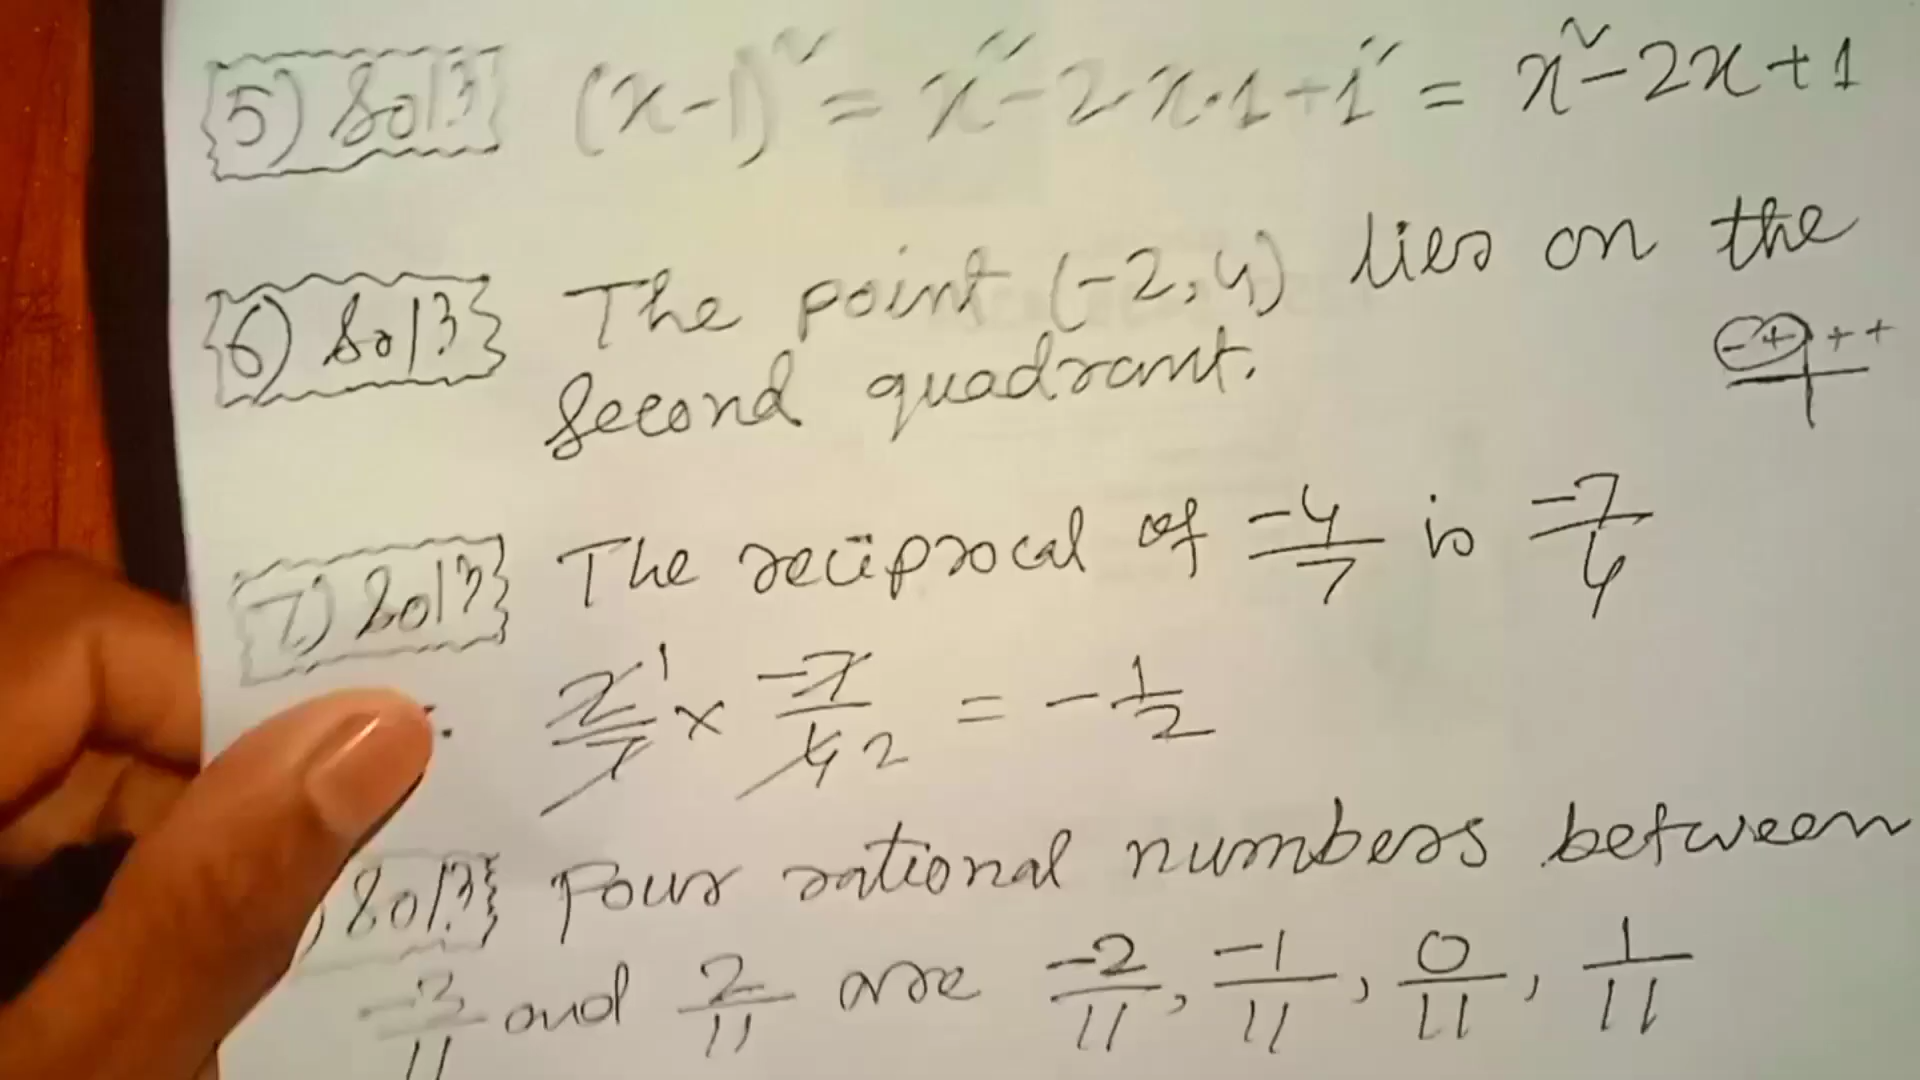 5) Sol⁠n: (x-1)² = x²-2·x·1+1² = x²-2x+1
6) Sol⁠n: The point (-2,4) lies on the
second quadrant.
-+ ++
7) Sol⁠n: The reciprocal of -4/7 is -7/4
∴ 2/7 × -7/4 = -1/2
1 2
Sol⁠n: Four rational numbers between
-3/11 and 2/11 are -2/11, -1/11, 0/11, 1/11